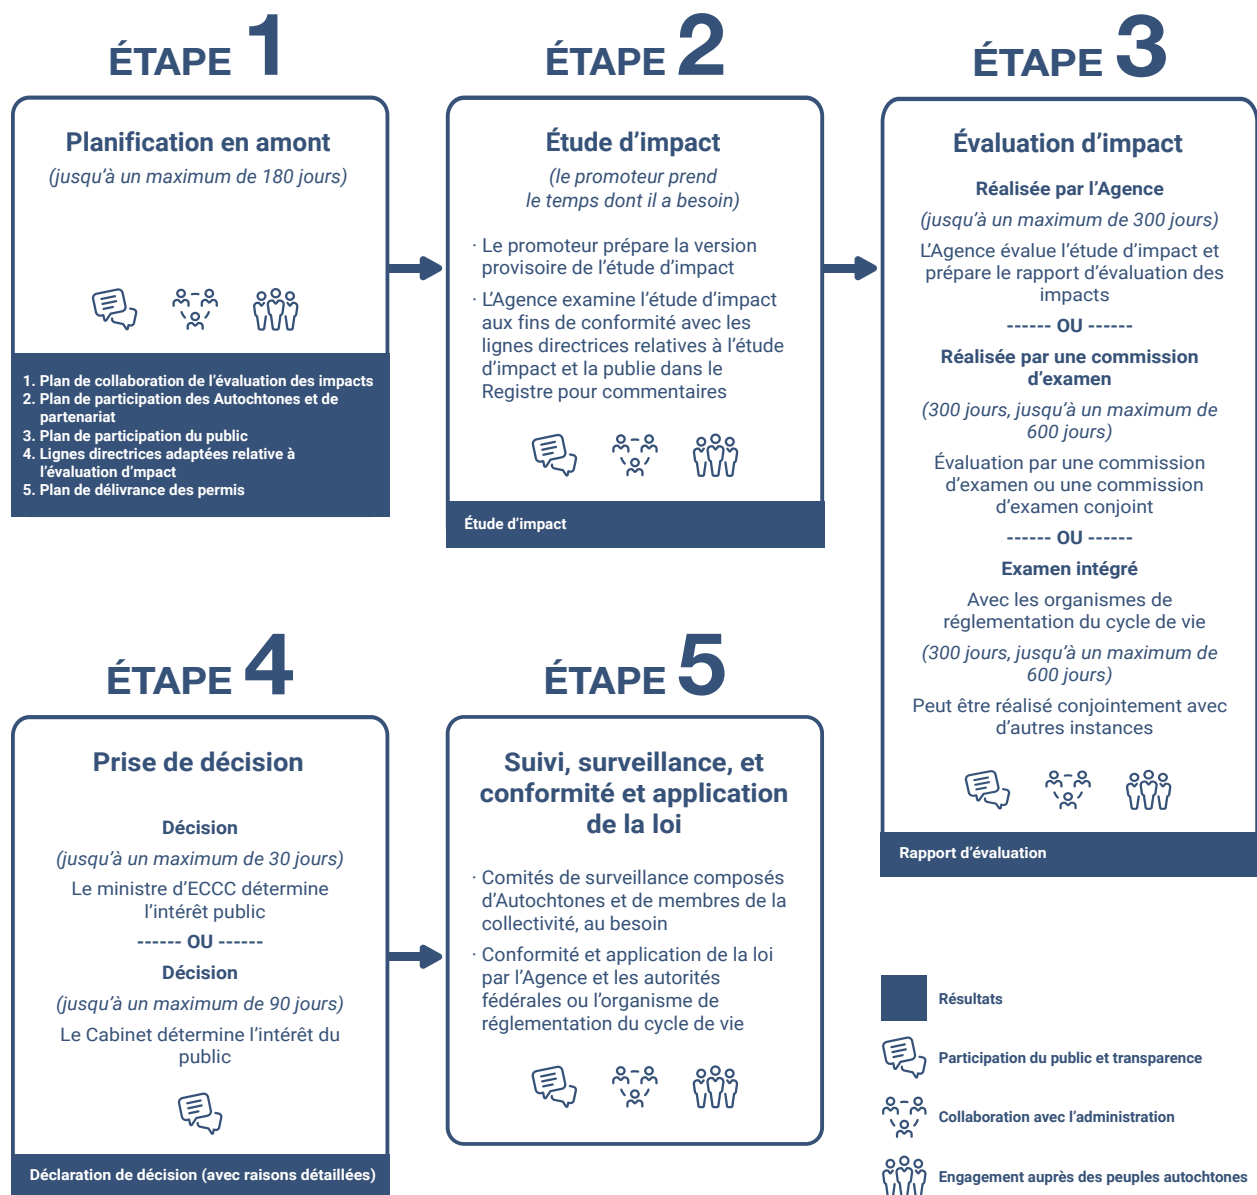 ÉTAPE 1
Planification en amont
(jusqu'à un maximum de 180 jours)
1. Plan de collaboration de l'évaluation des impacts
2. Plan de participation des Autochtones et de
partenariat
3. Plan de participation du public
4. Lignes directrices adaptées relative à
l'évaluation d'mpact
5. Plan de délivrance des permis
ÉTAPE 2
Étude d'impact
(le promoteur prend
le temps dont il a besoin)
· Le promoteur prépare la version
provisoire de l'étude d'impact
· L'Agence examine l'étude d'impact
aux fins de conformité avec les
lignes directrices relatives à l'étude
d'impact et la publie dans le
Registre pour commentaires
Étude d'impact
ÉTAPE 3
Évaluation d'impact
Réalisée par l'Agence
(jusqu'à un maximum de 300 jours)
L'Agence évalue l'étude d'impact et
prépare le rapport d'évaluation des
impacts
------ OU ------
Réalisée par une commission
d'examen
(300 jours, jusqu'à un maximum de
600 jours)
Évaluation par une commission
d'examen ou une commission
d'examen conjoint
------ OU ------
Examen intégré
Avec les organismes de
réglementation du cycle de vie
(300 jours, jusqu'à un maximum de
600 jours)
Peut être réalisé conjointement avec
d'autres instances
Rapport d'évaluation
ÉTAPE 4
Prise de décision
Décision
(jusqu'à un maximum de 30 jours)
Le ministre d'ECCC détermine
l'intérêt public
------ OU ------
Décision
(jusqu'à un maximum de 90 jours)
Le Cabinet détermine l'intérêt du
public
Déclaration de décision (avec raisons détaillées)
ÉTAPE 5
Suivi, surveillance, et
conformité et application
de la loi
· Comités de surveillance composés
d'Autochtones et de membres de la
collectivité, au besoin
· Conformité et application de la loi
par l'Agence et les autorités
fédérales ou l'organisme de
réglementation du cycle de vie
Résultats
Participation du public et transparence
Collaboration avec l'administration
Engagement auprès des peuples autochtones